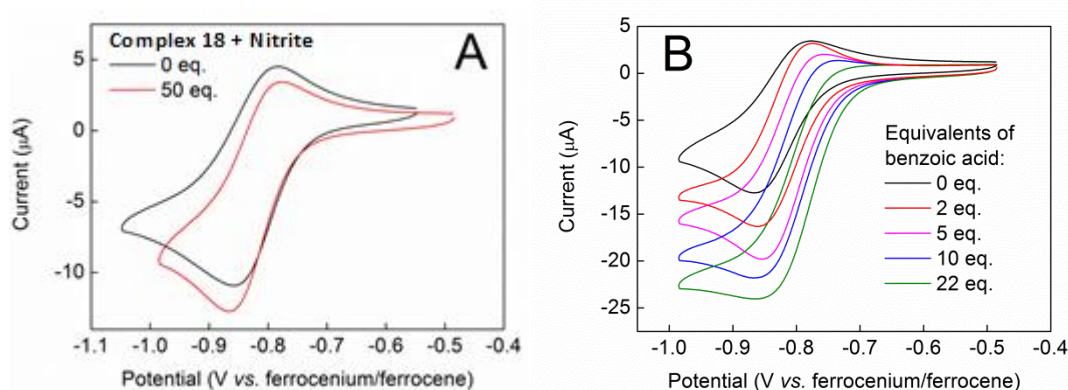 A
Complex 18 + Nitrite
0 eq.
50 eq.
5
0
-5
-10
Current (μA)
-1.1 -1.0 -0.9 -0.8 -0.7 -0.6 -0.5 -0.4
Potential (V vs. ferrocenium/ferrocene)
B
5
0
-5
-10
-15
-20
-25
Current (μA)
Equivalents of
benzoic acid:
0 eq.
2 eq.
5 eq.
10 eq.
22 eq.
-1.0 -0.9 -0.8 -0.7 -0.6 -0.5 -0.4
Potential (V vs. ferrocenium/ferrocene)